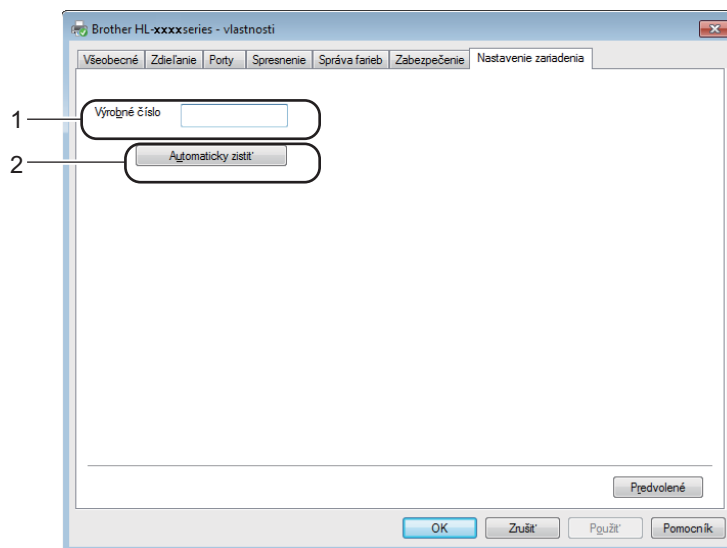 Brother HL-xxxxseries - vlastnosti
Všeobecné Zdieľanie Porty Spresnenie Správa farieb Zabezpečenie Nastavenie zariadenia
1 Výrobné číslo
2 Automaticky zistiť
Predvolené
OK Zrušiť Použiť Pomocník